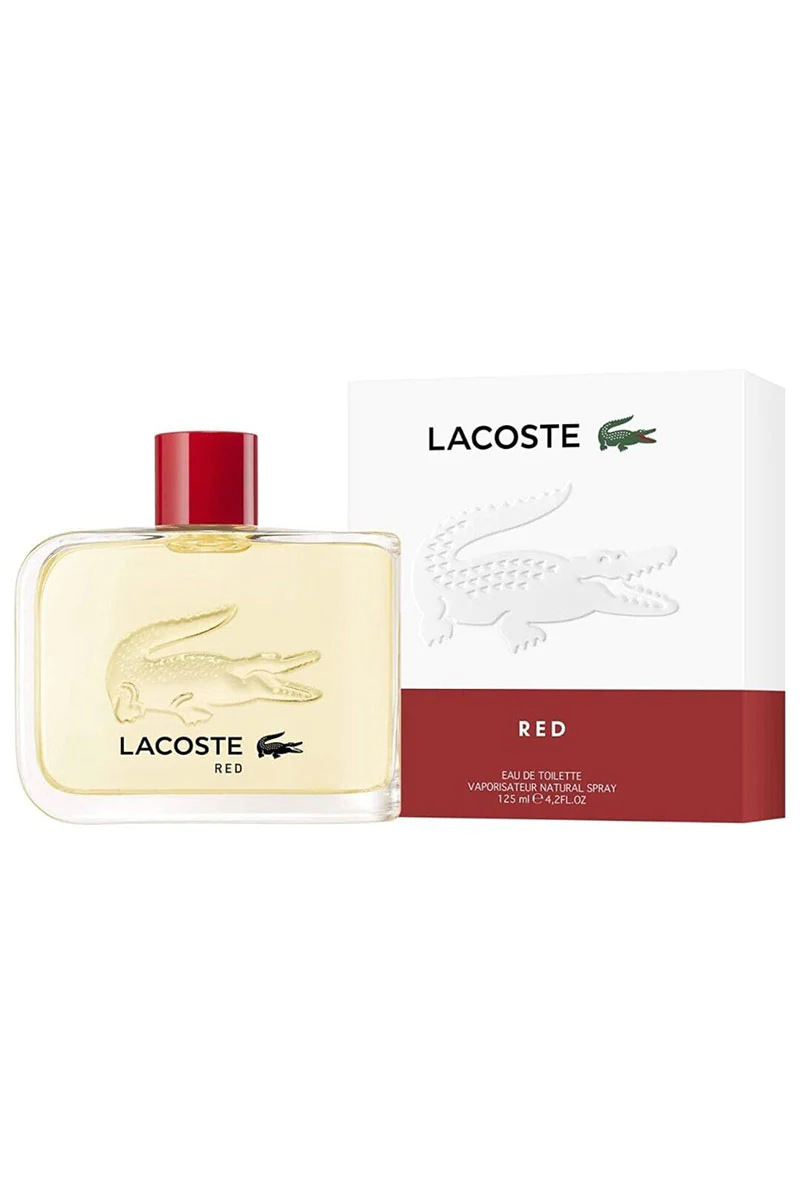 LACOSTE
RED
LACOSTE
RED
EAU DE TOILETTE
VAPORISATEUR NATURAL SPRAY
125 ml ℮ 4,2FL.OZ